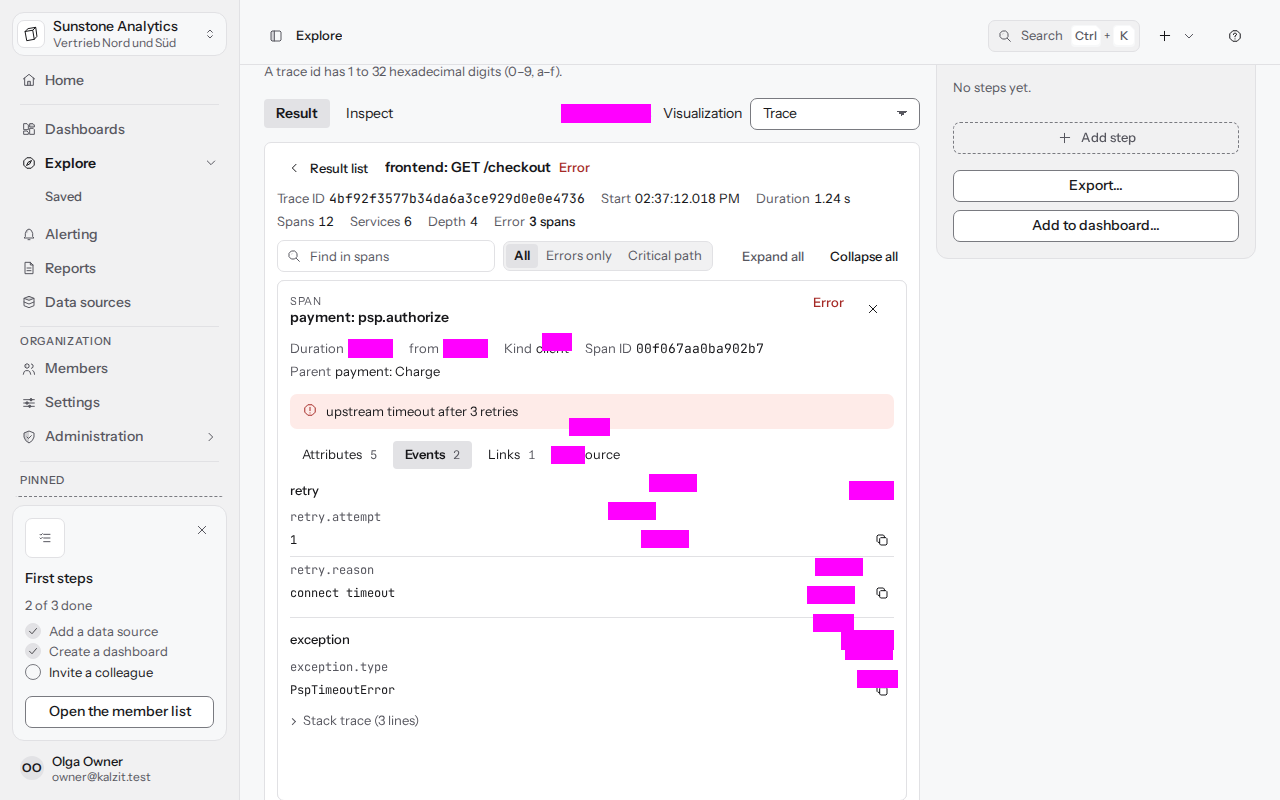 Sunstone Analytics
Vertrieb Nord und Süd
Home
Dashboards
Explore
Saved
Alerting
Reports
Data sources
ORGANIZATION
Members
Settings
Administration
PINNED
First steps
2 of 3 done
Add a data source
Create a dashboard
Invite a colleague
Open the member list
OO
Olga Owner
owner@kalzit.test
Explore
Search Ctrl + K
A trace id has 1 to 32 hexadecimal digits (0–9, a–f).
Result Inspect Visualization Trace
Result list frontend: GET /checkout Error
Trace ID 4bf92f3577b34da6a3ce929d0e0e4736 Start 02:37:12.018 PM Duration 1.24 s
Spans 12 Services 6 Depth 4 Error 3 spans
Find in spans All Errors only Critical path Expand all Collapse all
SPAN
payment: psp.authorize Error
Duration from Kind Span ID 00f067aa0ba902b7
Parent payment: Charge
upstream timeout after 3 retries
Attributes 5 Events 2 Links 1
retry
retry.attempt
1
retry.reason
connect timeout
exception
exception.type
PspTimeoutError
Stack trace (3 lines)
No steps yet.
Add step
Export…
Add to dashboard…